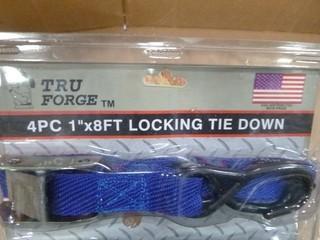 TRU
FORGE TM
4PC 1"x8FT LOCKING TIE DOWN